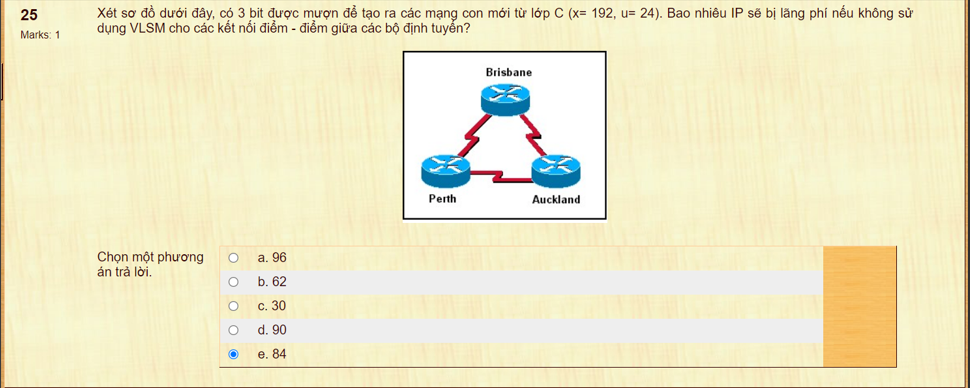 25
Marks: 1
Xét sơ đồ dưới đây, có 3 bit được mượn để tạo ra các mạng con mới từ lớp C (x= 192, u= 24). Bao nhiêu IP sẽ bị lãng phí nếu không sử
dụng VLSM cho các kết nối điểm - điểm giữa các bộ định tuyến?
Brisbane
Perth
Auckland
Chọn một phương
án trả lời.
a. 96
b. 62
c. 30
d. 90
e. 84